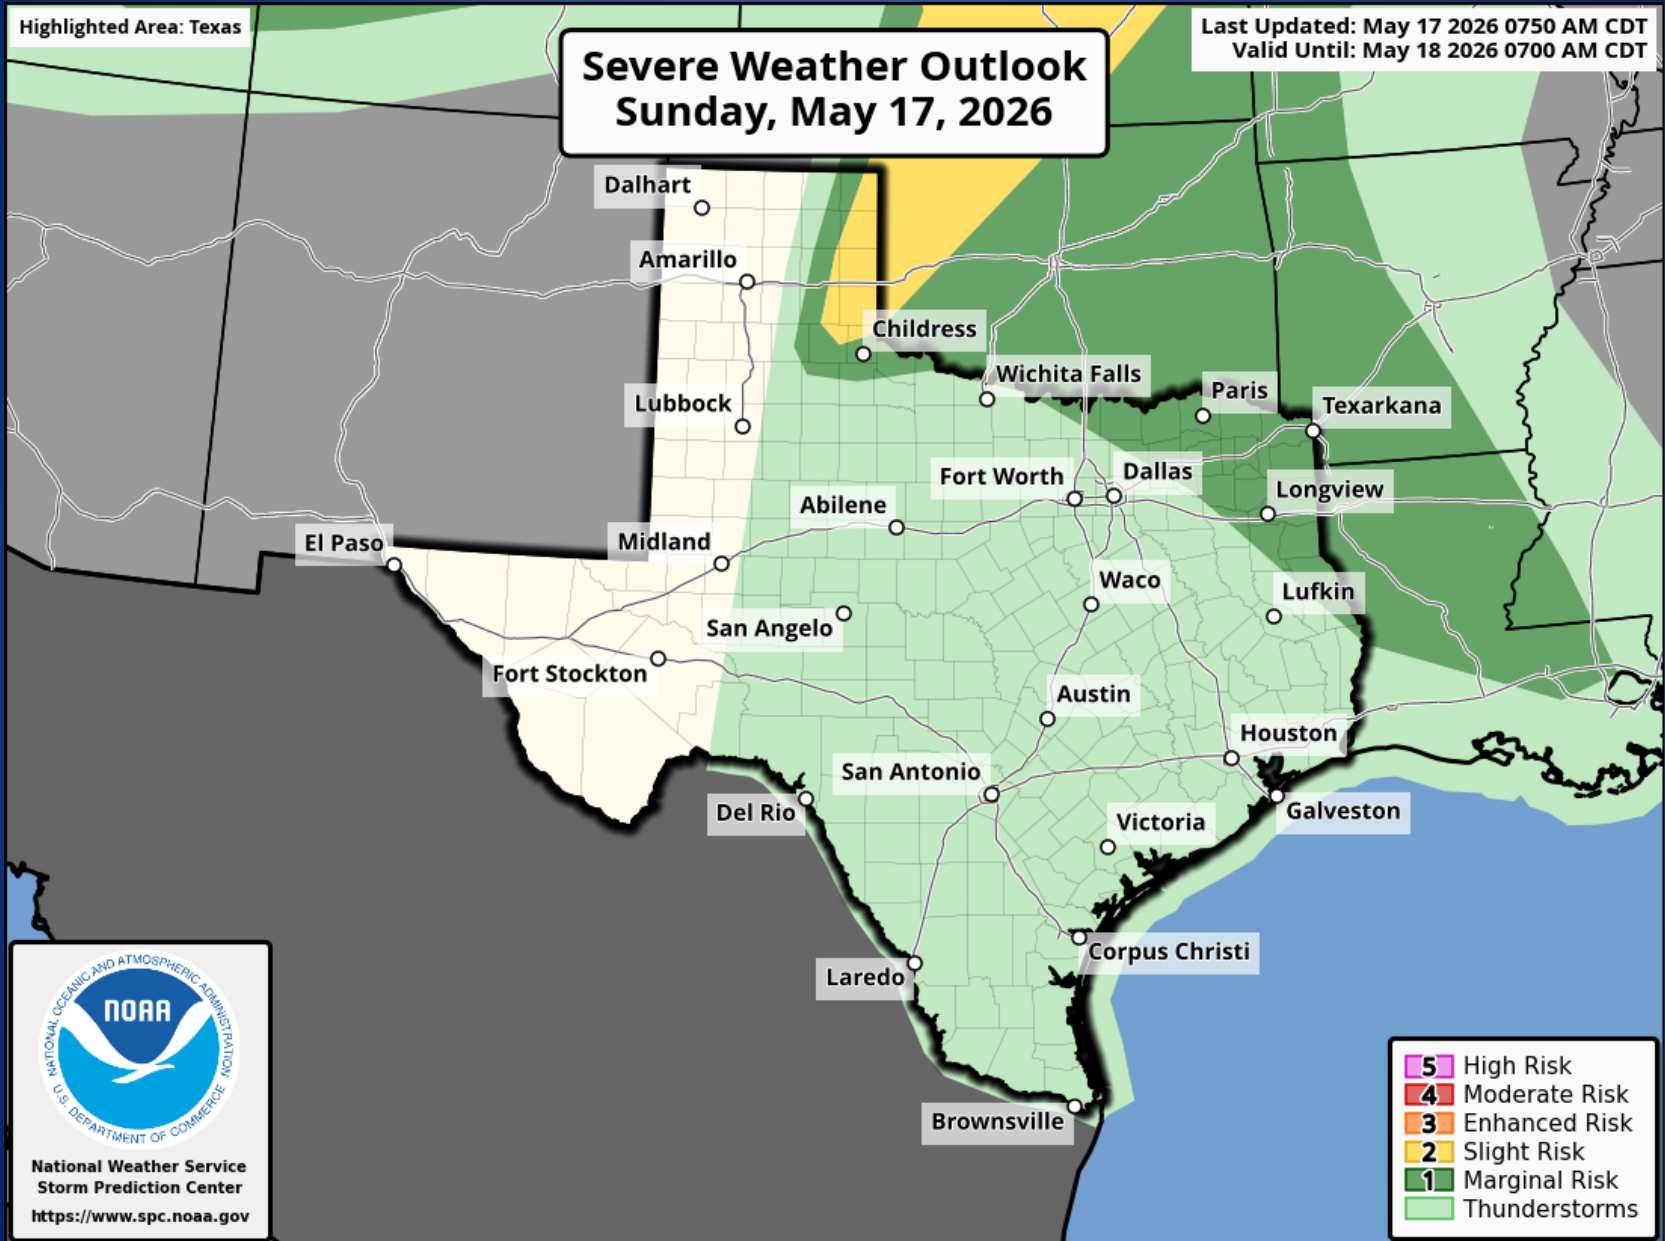 Highlighted Area: Texas
Severe Weather Outlook
Sunday, May 17, 2026
Last Updated: May 17 2026 0750 AM CDT
Valid Until: May 18 2026 0700 AM CDT
Dalhart
Amarillo
Childress
Wichita Falls
Paris
Texarkana
Lubbock
Fort Worth
Dallas
Longview
Abilene
El Paso
Midland
Waco
Lufkin
San Angelo
Fort Stockton
Austin
Houston
San Antonio
Del Rio
Galveston
Victoria
Corpus Christi
Laredo
Brownsville
NATIONAL OCEANIC AND ATMOSPHERIC ADMINISTRATION
NOAA
U.S. DEPARTMENT OF COMMERCE
National Weather Service
Storm Prediction Center
https://www.spc.noaa.gov
5 High Risk
4 Moderate Risk
3 Enhanced Risk
2 Slight Risk
1 Marginal Risk
Thunderstorms